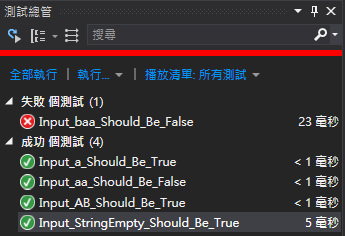 測試總管
搜尋
全部執行 | 執行... | 播放清單: 所有測試
失敗 個測試 (1)
Input_baa_Should_Be_False 23 毫秒
成功 個測試 (4)
Input_a_Should_Be_True < 1 毫秒
Input_aa_Should_Be_False < 1 毫秒
Input_AB_Should_Be_True < 1 毫秒
Input_StringEmpty_Should_Be_True 5 毫秒